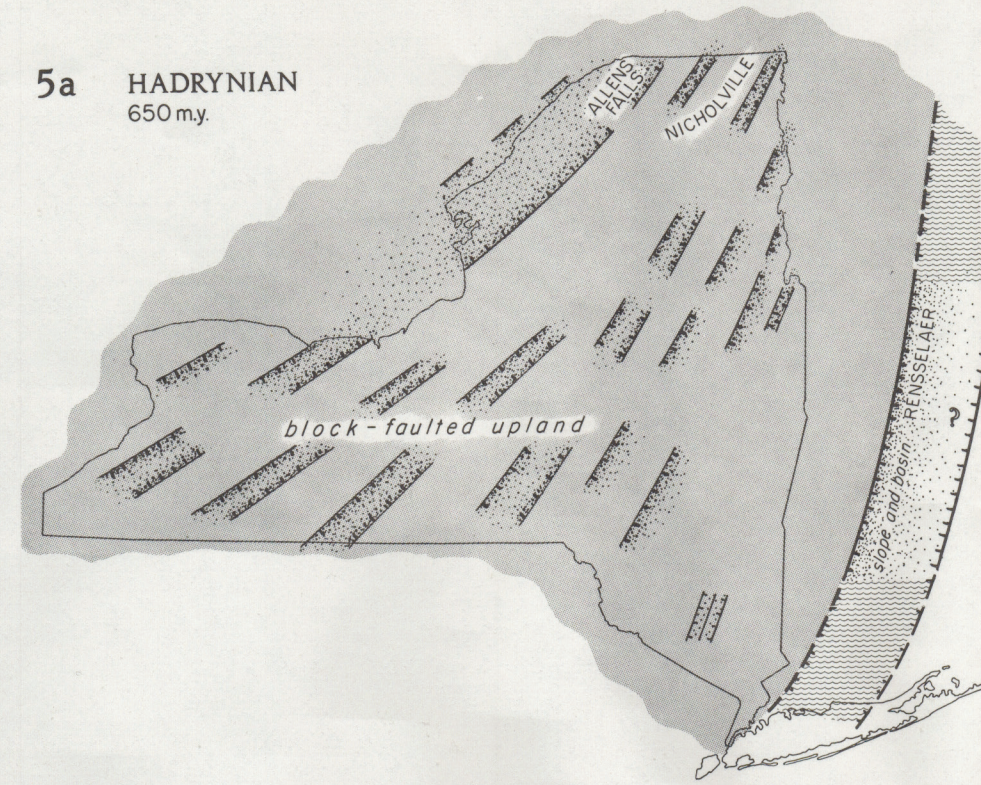 5a HADRYNIAN
650 m.y.
ALLENS
FALLS
NICHOLVILLE
block-faulted upland
slope and basin RENSSELAER
?